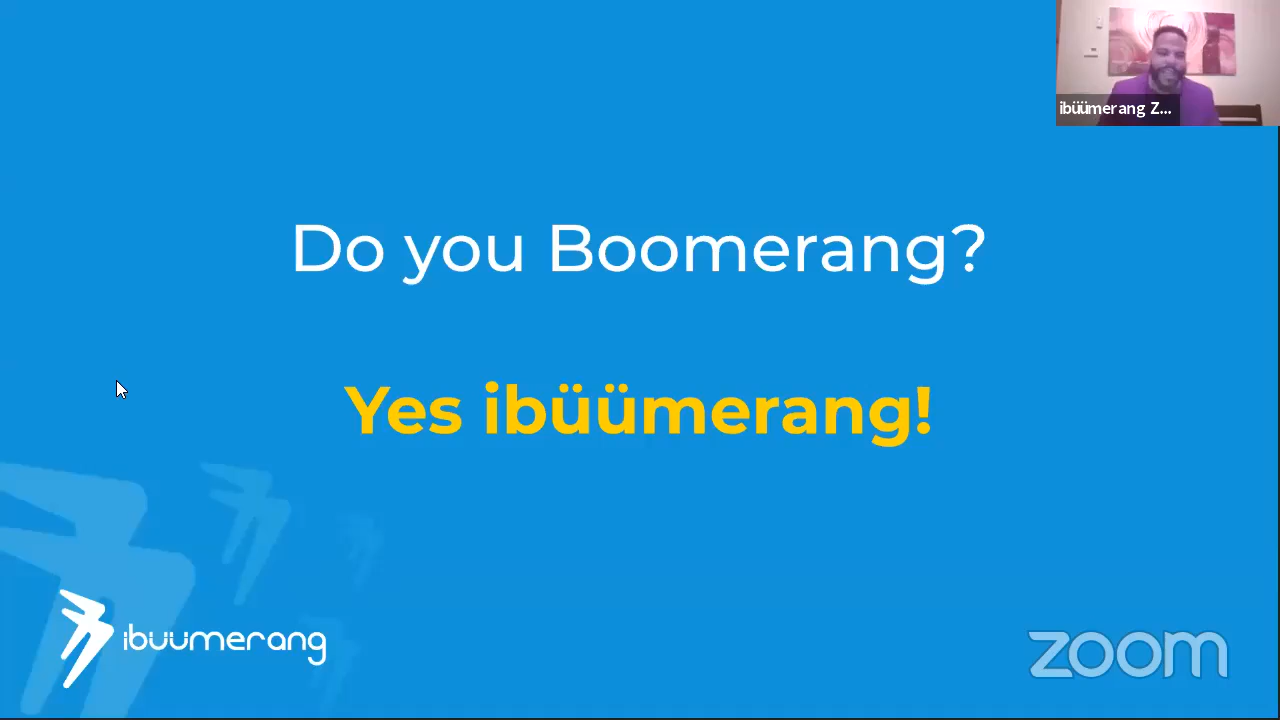 ibüümerang Z...
Do you Boomerang?
Yes ibüümerang!
ibuumerang
zoom